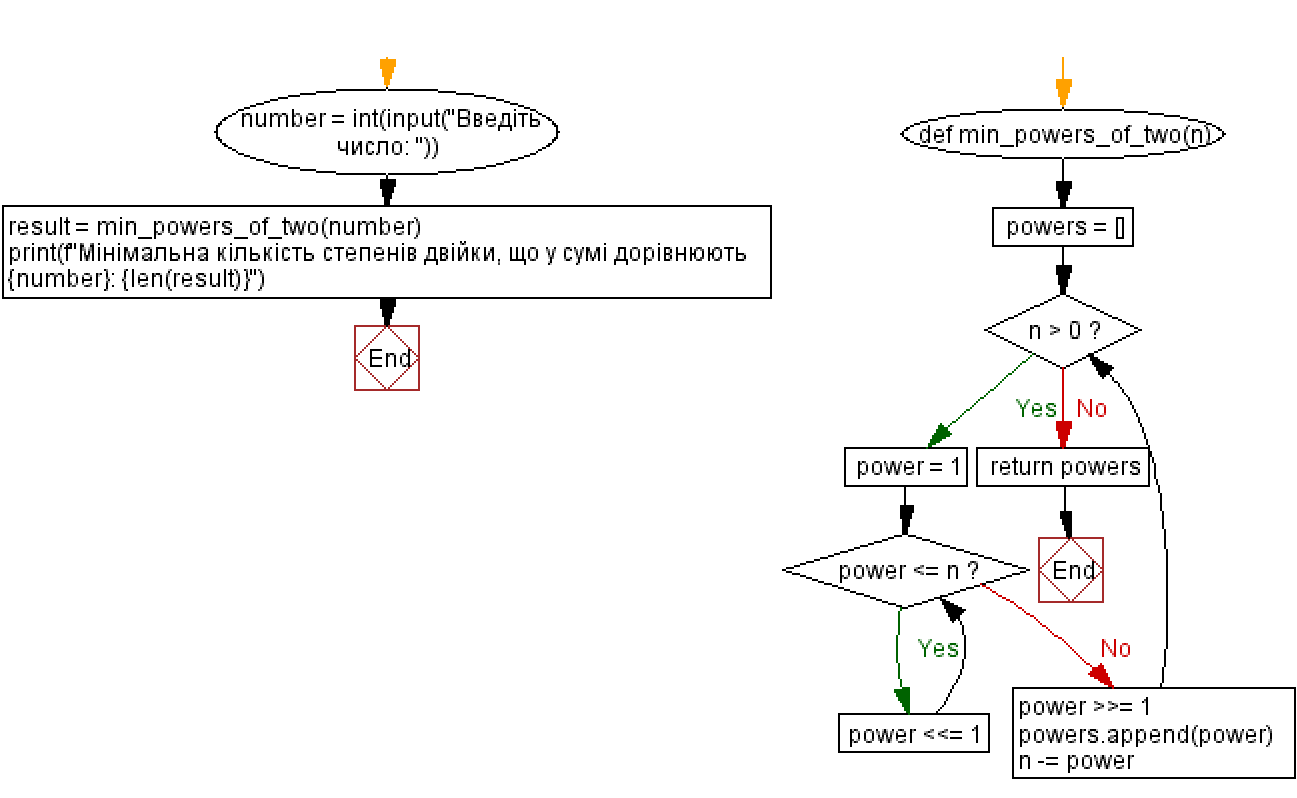 number = int(input("Введіть
число: "))
result = min_powers_of_two(number)
print(f"Мінімальна кількість степенів двійки, що у сумі дорівнюють
{number}: {len(result)}")
End
def min_powers_of_two(n)
powers = []
n > 0 ?
Yes
No
power = 1
return powers
power <= n ?
End
Yes
No
power <<= 1
power >>= 1
powers.append(power)
n -= power